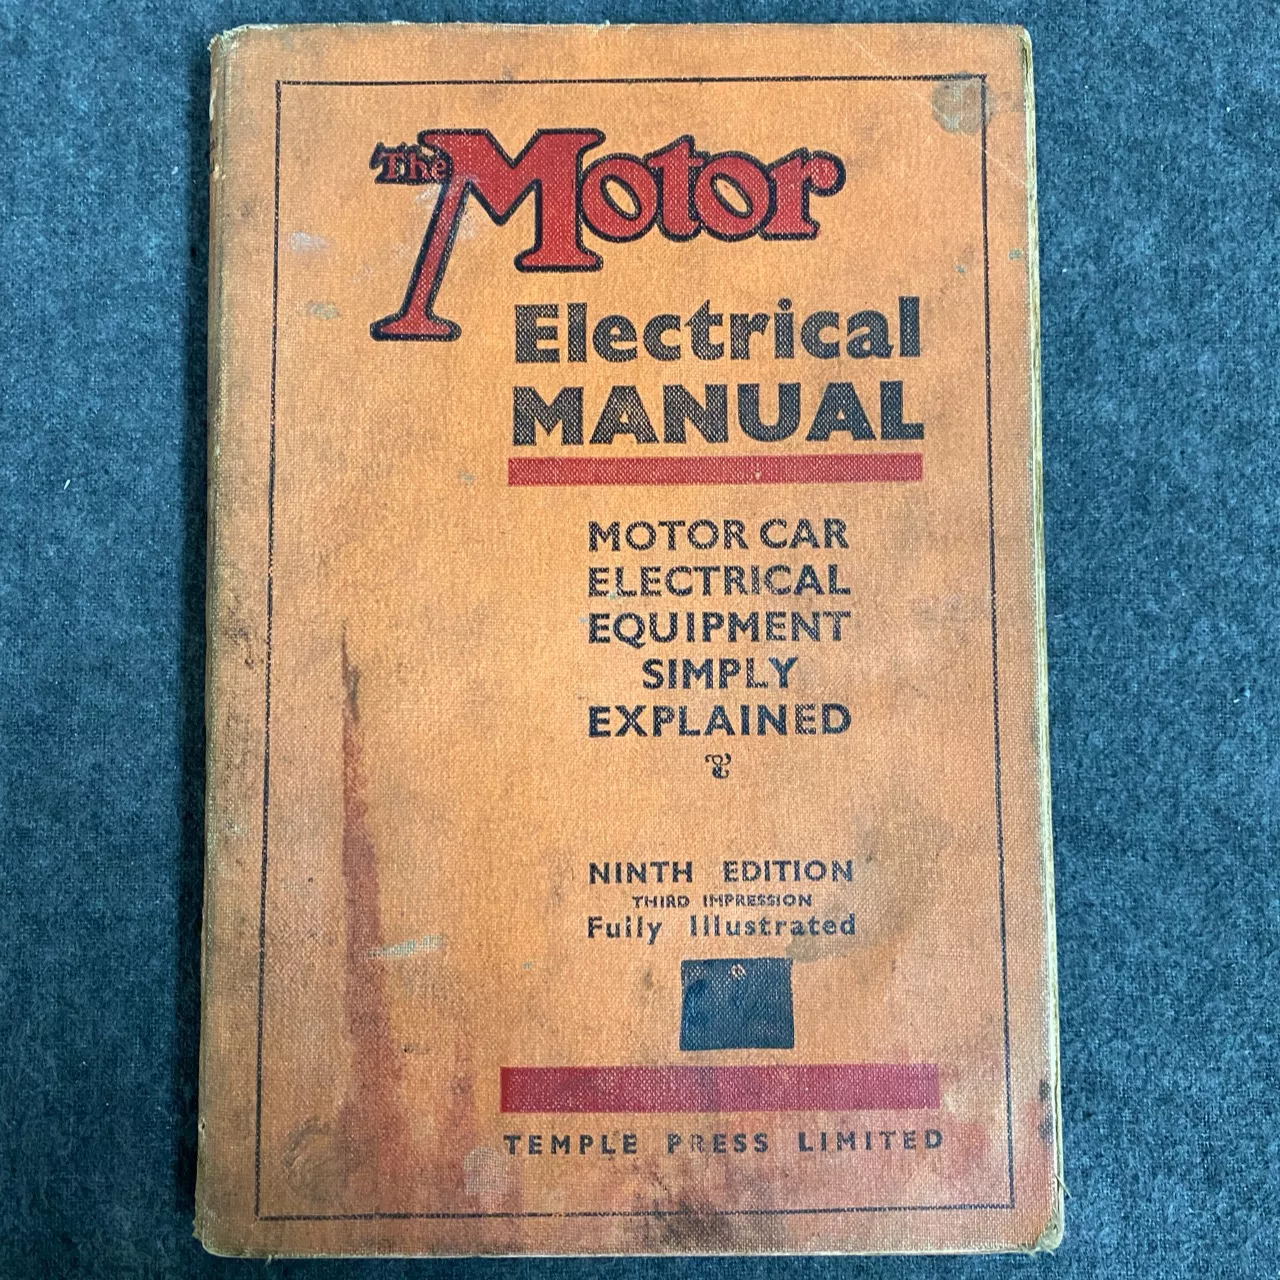 The Motor
Electrical
MANUAL
MOTOR CAR
ELECTRICAL
EQUIPMENT
SIMPLY
EXPLAINED
NINTH EDITION
THIRD IMPRESSION
Fully Illustrated
TEMPLE PRESS LIMITED